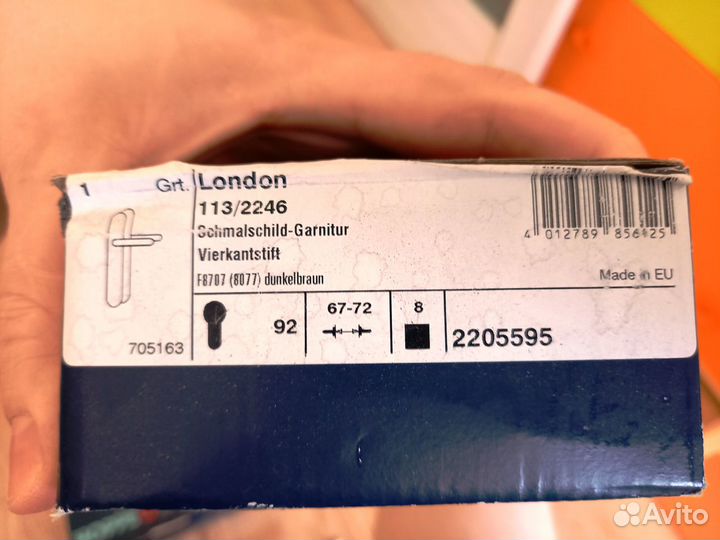 1 Grt. London
113/2246
Schmalschild-Garnitur
Vierkantstift
F8707 (8077) dunkelbraun
4 012789 856125
Made in EU
705163
92
67-72
8
2205595
Avito